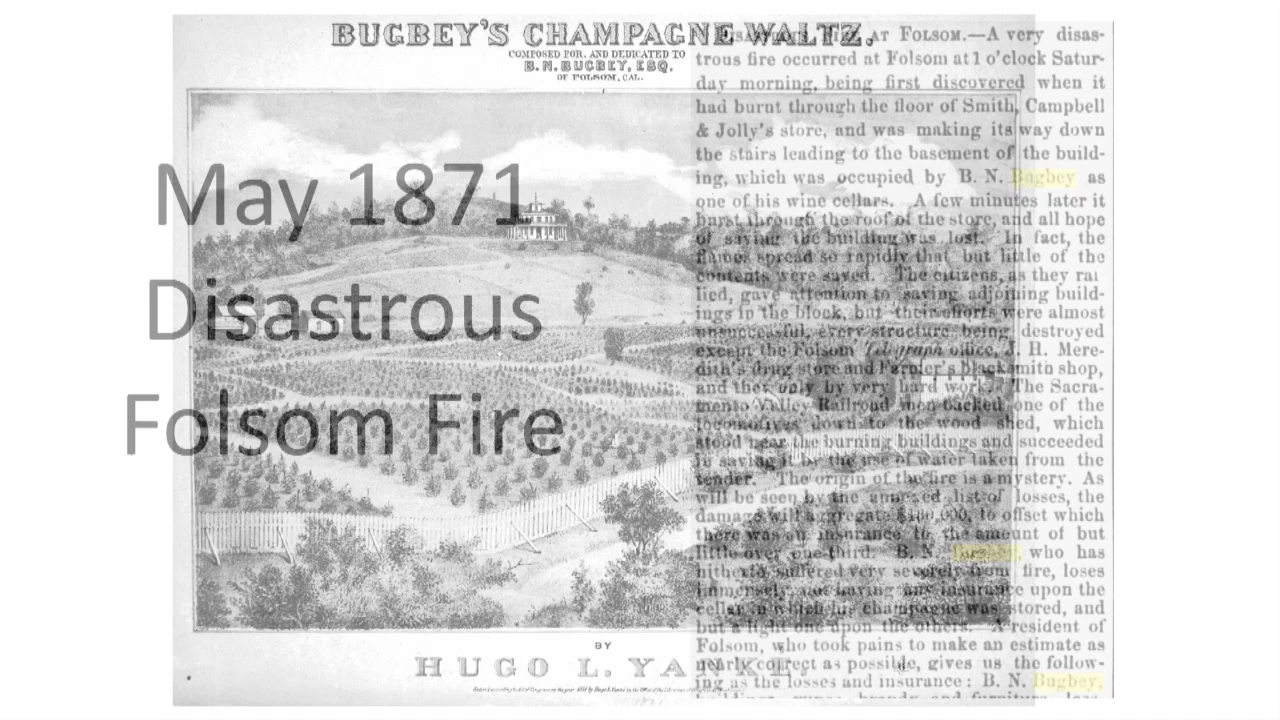 BUGBEY'S CHAMPAGNE WALTZ.
COMPOSED FOR, AND DEDICATED TO
B. N. BUGBEY, ESQ.
OF FOLSOM, CAL.
May 1871
Disastrous
Folsom Fire
BY
HUGO L. YANKE.
AT FOLSOM.—A very disas-
trous fire occurred at Folsom at 1 o'clock Satur-
day morning, being first discovered when it
had burnt through the floor of Smith, Campbell
& Jolly's store, and was making its way down
the stairs leading to the basement of the build-
ing, which was occupied by B. N. Bugbey as
one of his wine cellars. A few minutes later it
burst through the roof of the store, and all hope
of saving the building was lost. In fact, the
flames spread so rapidly that but little of the
contents were saved. The citizens, as they ral
lied, gave attention to saving adjoining build-
ings in the block, but their efforts were almost
unsuccessful, every structure being destroyed
except the Folsom Telegraph office, J. H. Mere-
dith's drug store and Farmer's blacksmith shop,
and they only by very hard work. The Sacra-
mento Valley Railroad men backed one of the
locomotives down to the wood shed, which
stood near the burning buildings and succeeded
in saving it by the use of water taken from the
tender. The origin of the fire is a mystery. As
will be seen by the annexed list of losses, the
damage will aggregate $100,000, to offset which
there was an insurance to the amount of but
little over one-third. B. N. who has
hitherto suffered very severely from fire, loses
immensely, not having any insurance upon the
cellar in which his champagne was stored, and
but a light one upon the others. A resident of
Folsom, who took pains to make an estimate as
nearly correct as possible, gives us the follow-
ing as the losses and insurance: B. N. Bugbey,